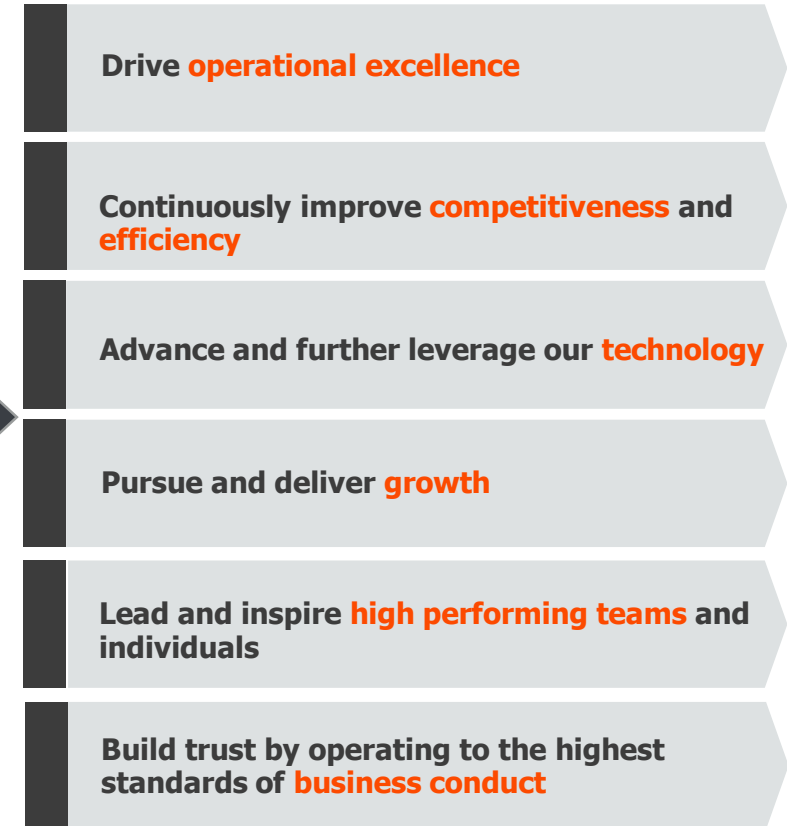 Drive operational excellence
Continuously improve competitiveness and
efficiency
Advance and further leverage our technology
Pursue and deliver growth
Lead and inspire high performing teams and
individuals
Build trust by operating to the highest
standards of business conduct